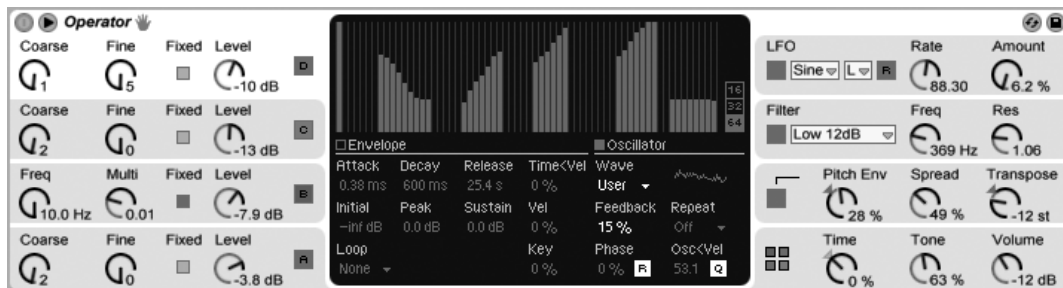 Operator
Coarse Fine Fixed Level D
1 5 -10 dB
Coarse Fine Fixed Level C
2 0 -13 dB
Freq Multi Fixed Level B
10.0 Hz 0.01 -7.9 dB
Coarse Fine Fixed Level A
2 0 -3.8 dB
16
32
64
Envelope Oscillator
Attack Decay Release Time<Vel Wave
0.38 ms 600 ms 25.4 s 0 % User
Initial Peak Sustain Vel Feedback Repeat
-inf dB 0.0 dB 0.0 dB 0 % 15 % Off
Loop Key Phase Osc<Vel
None 0 % 0 % R 53.1 Q
LFO Rate Amount
Sine L R 88.30 6.2 %
Filter Freq Res
Low 12dB 369 Hz 1.06
Pitch Env Spread Transpose
28 % 49 % -12 st
Time Tone Volume
0 % 63 % -12 dB